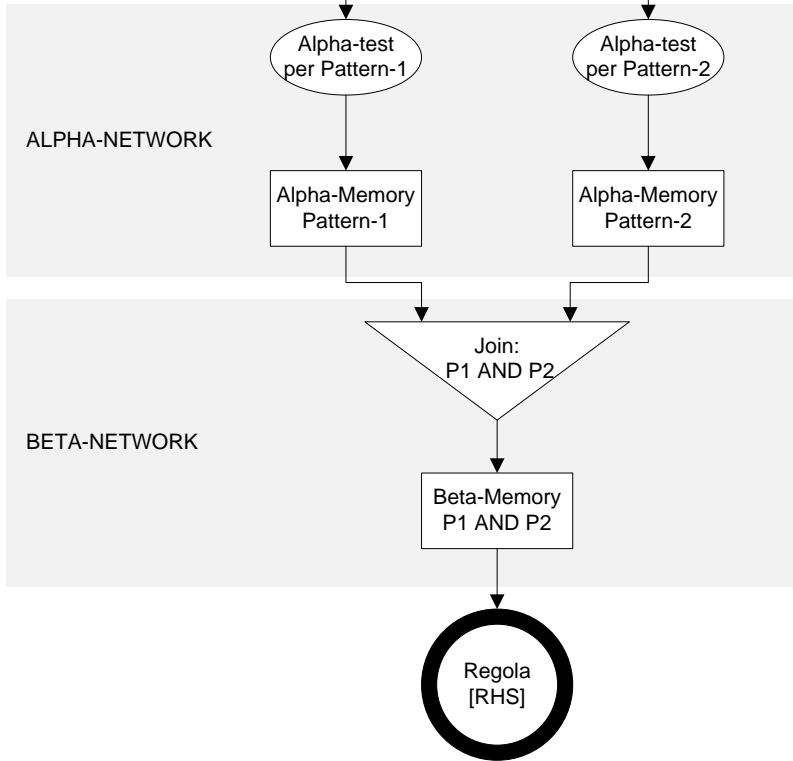 Alpha-test
per Pattern-1
Alpha-test
per Pattern-2
ALPHA-NETWORK
Alpha-Memory
Pattern-1
Alpha-Memory
Pattern-2
Join:
P1 AND P2
BETA-NETWORK
Beta-Memory
P1 AND P2
Regola
[RHS]